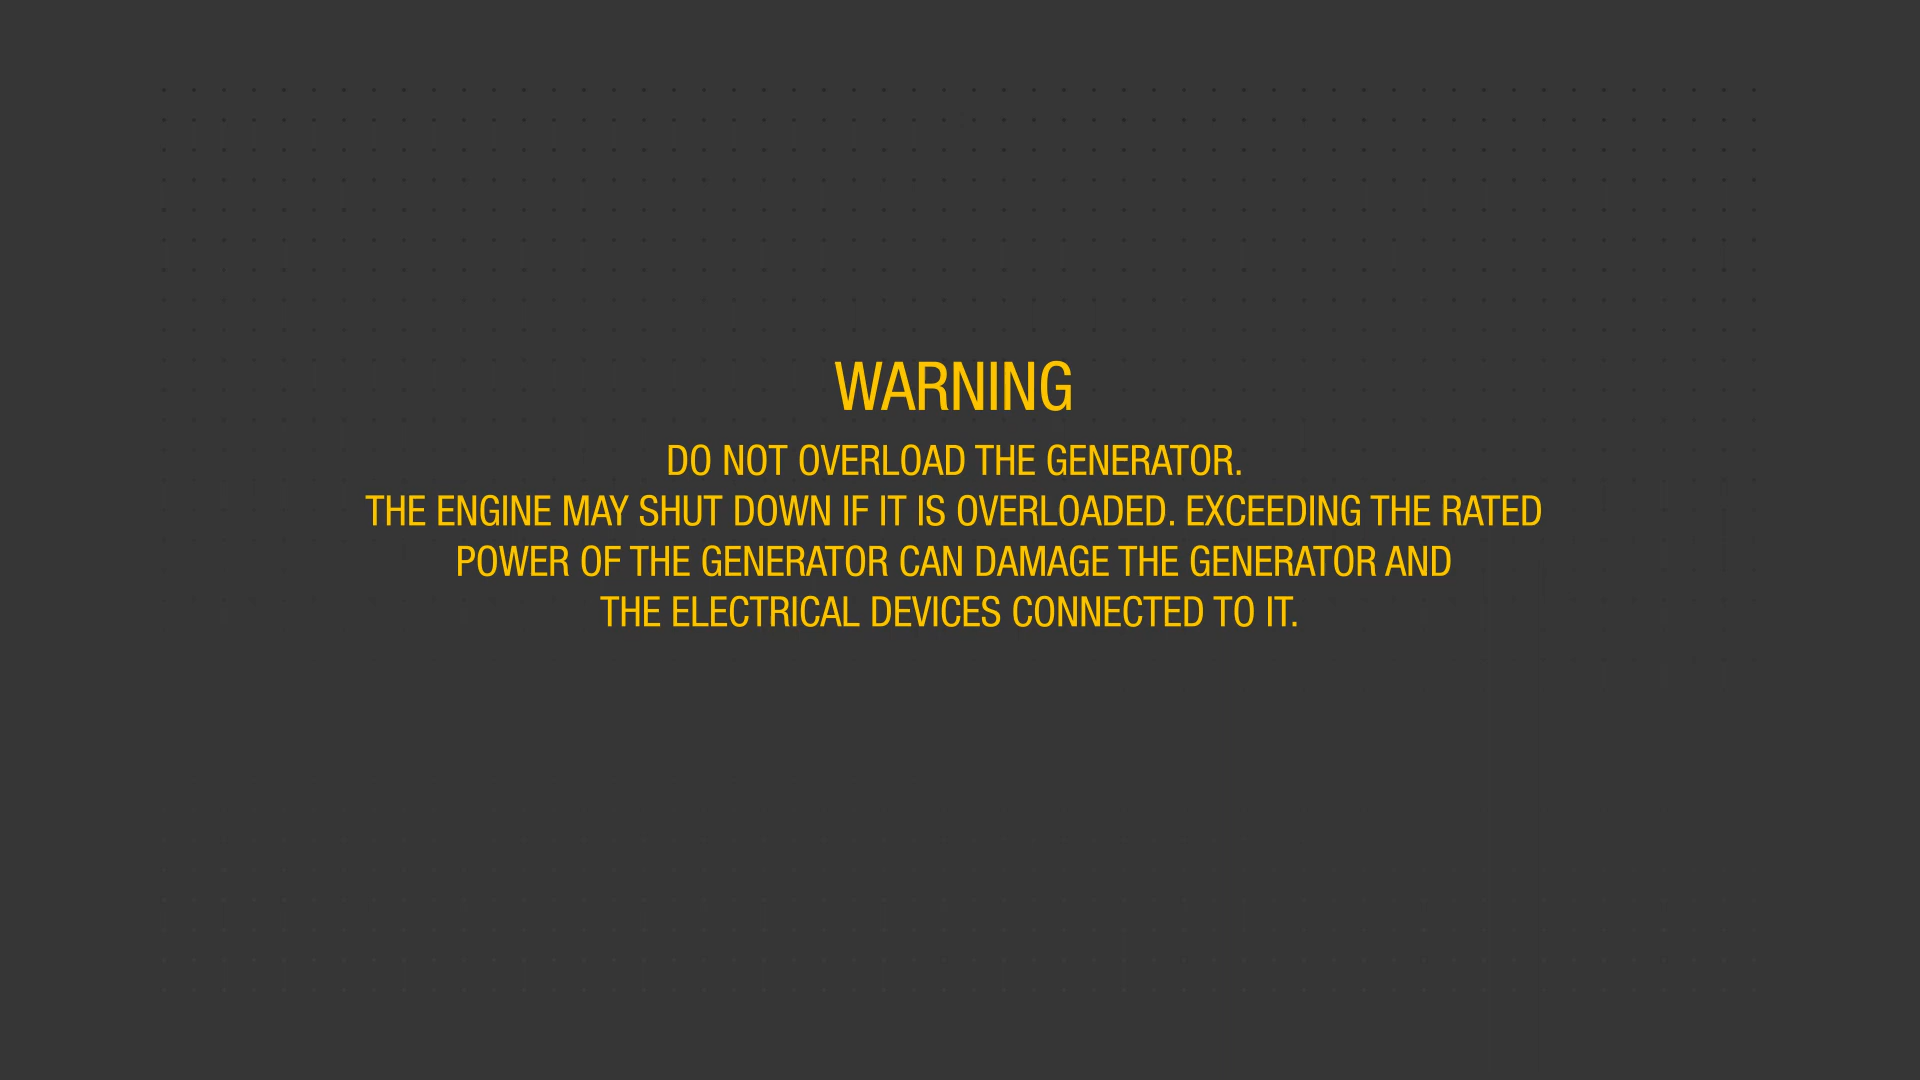 WARNING
DO NOT OVERLOAD THE GENERATOR.
THE ENGINE MAY SHUT DOWN IF IT IS OVERLOADED. EXCEEDING THE RATED
POWER OF THE GENERATOR CAN DAMAGE THE GENERATOR AND
THE ELECTRICAL DEVICES CONNECTED TO IT.